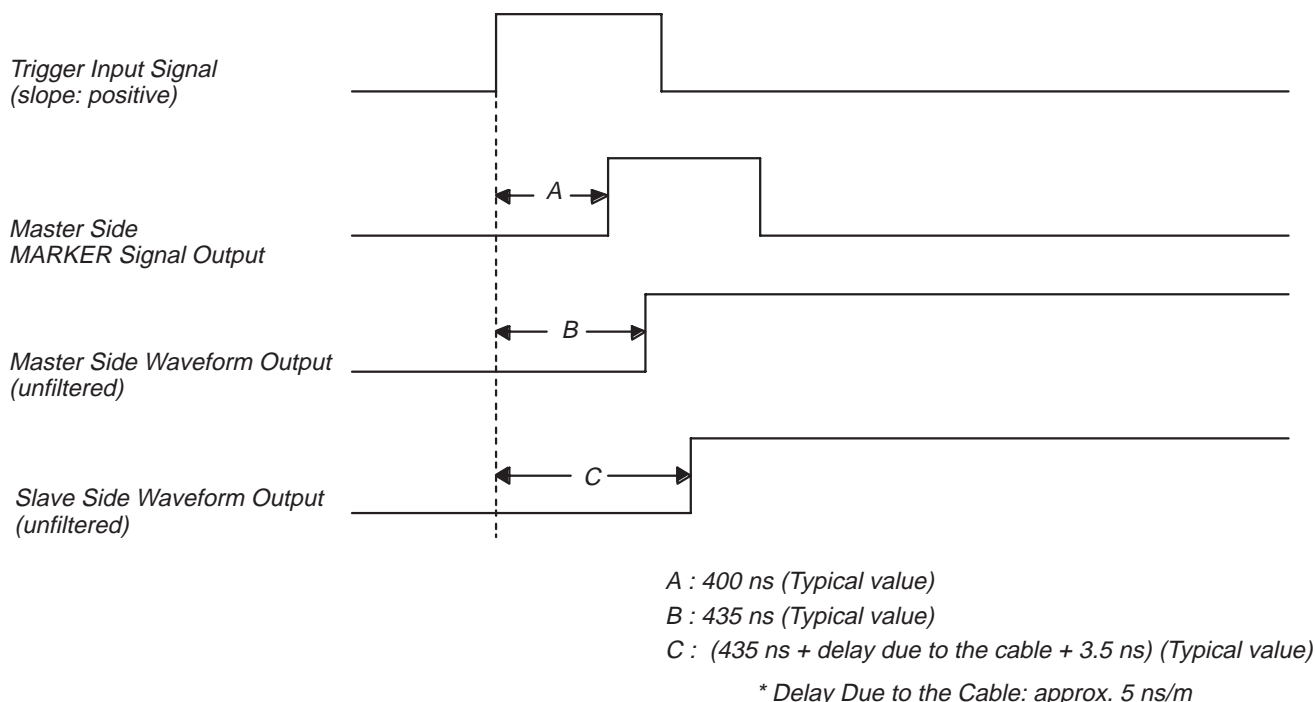 Trigger Input Signal
(slope: positive)
A
Master Side
MARKER Signal Output
B
Master Side Waveform Output
(unfiltered)
C
Slave Side Waveform Output
(unfiltered)
A : 400 ns (Typical value)
B : 435 ns (Typical value)
C : (435 ns + delay due to the cable + 3.5 ns) (Typical value)
* Delay Due to the Cable: approx. 5 ns/m